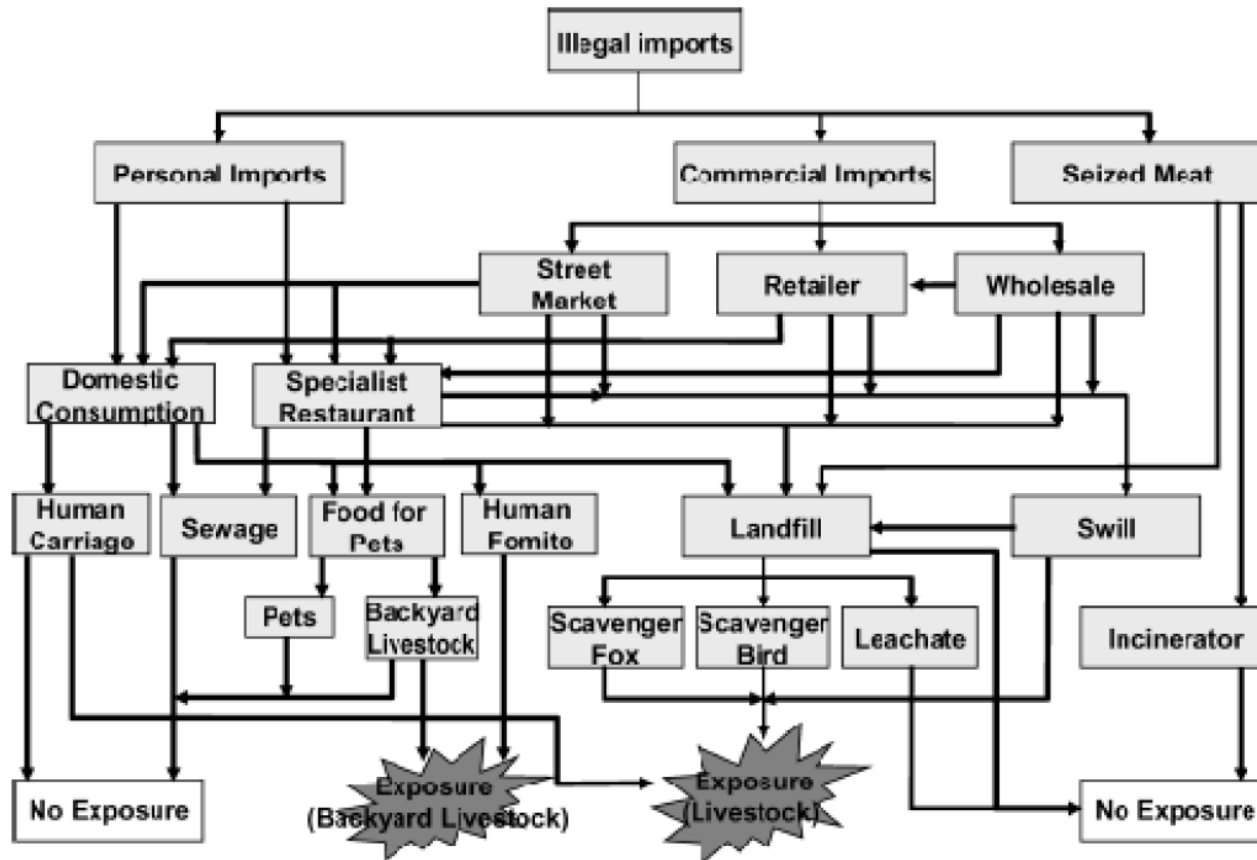 Illegal imports
Personal Imports
Commercial Imports
Seized Meat
Street
Market
Retailer
Wholesale
Domestic
Consumption
Specialist
Restaurant
Human
Carriage
Sewage
Food for
Pets
Human
Fomite
Landfill
Swill
Pets
Backyard
Livestock
Scavenger
Fox
Scavenger
Bird
Leachate
Incinerator
No Exposure
Exposure
(Backyard Livestock)
Exposure
(Livestock)
No Exposure